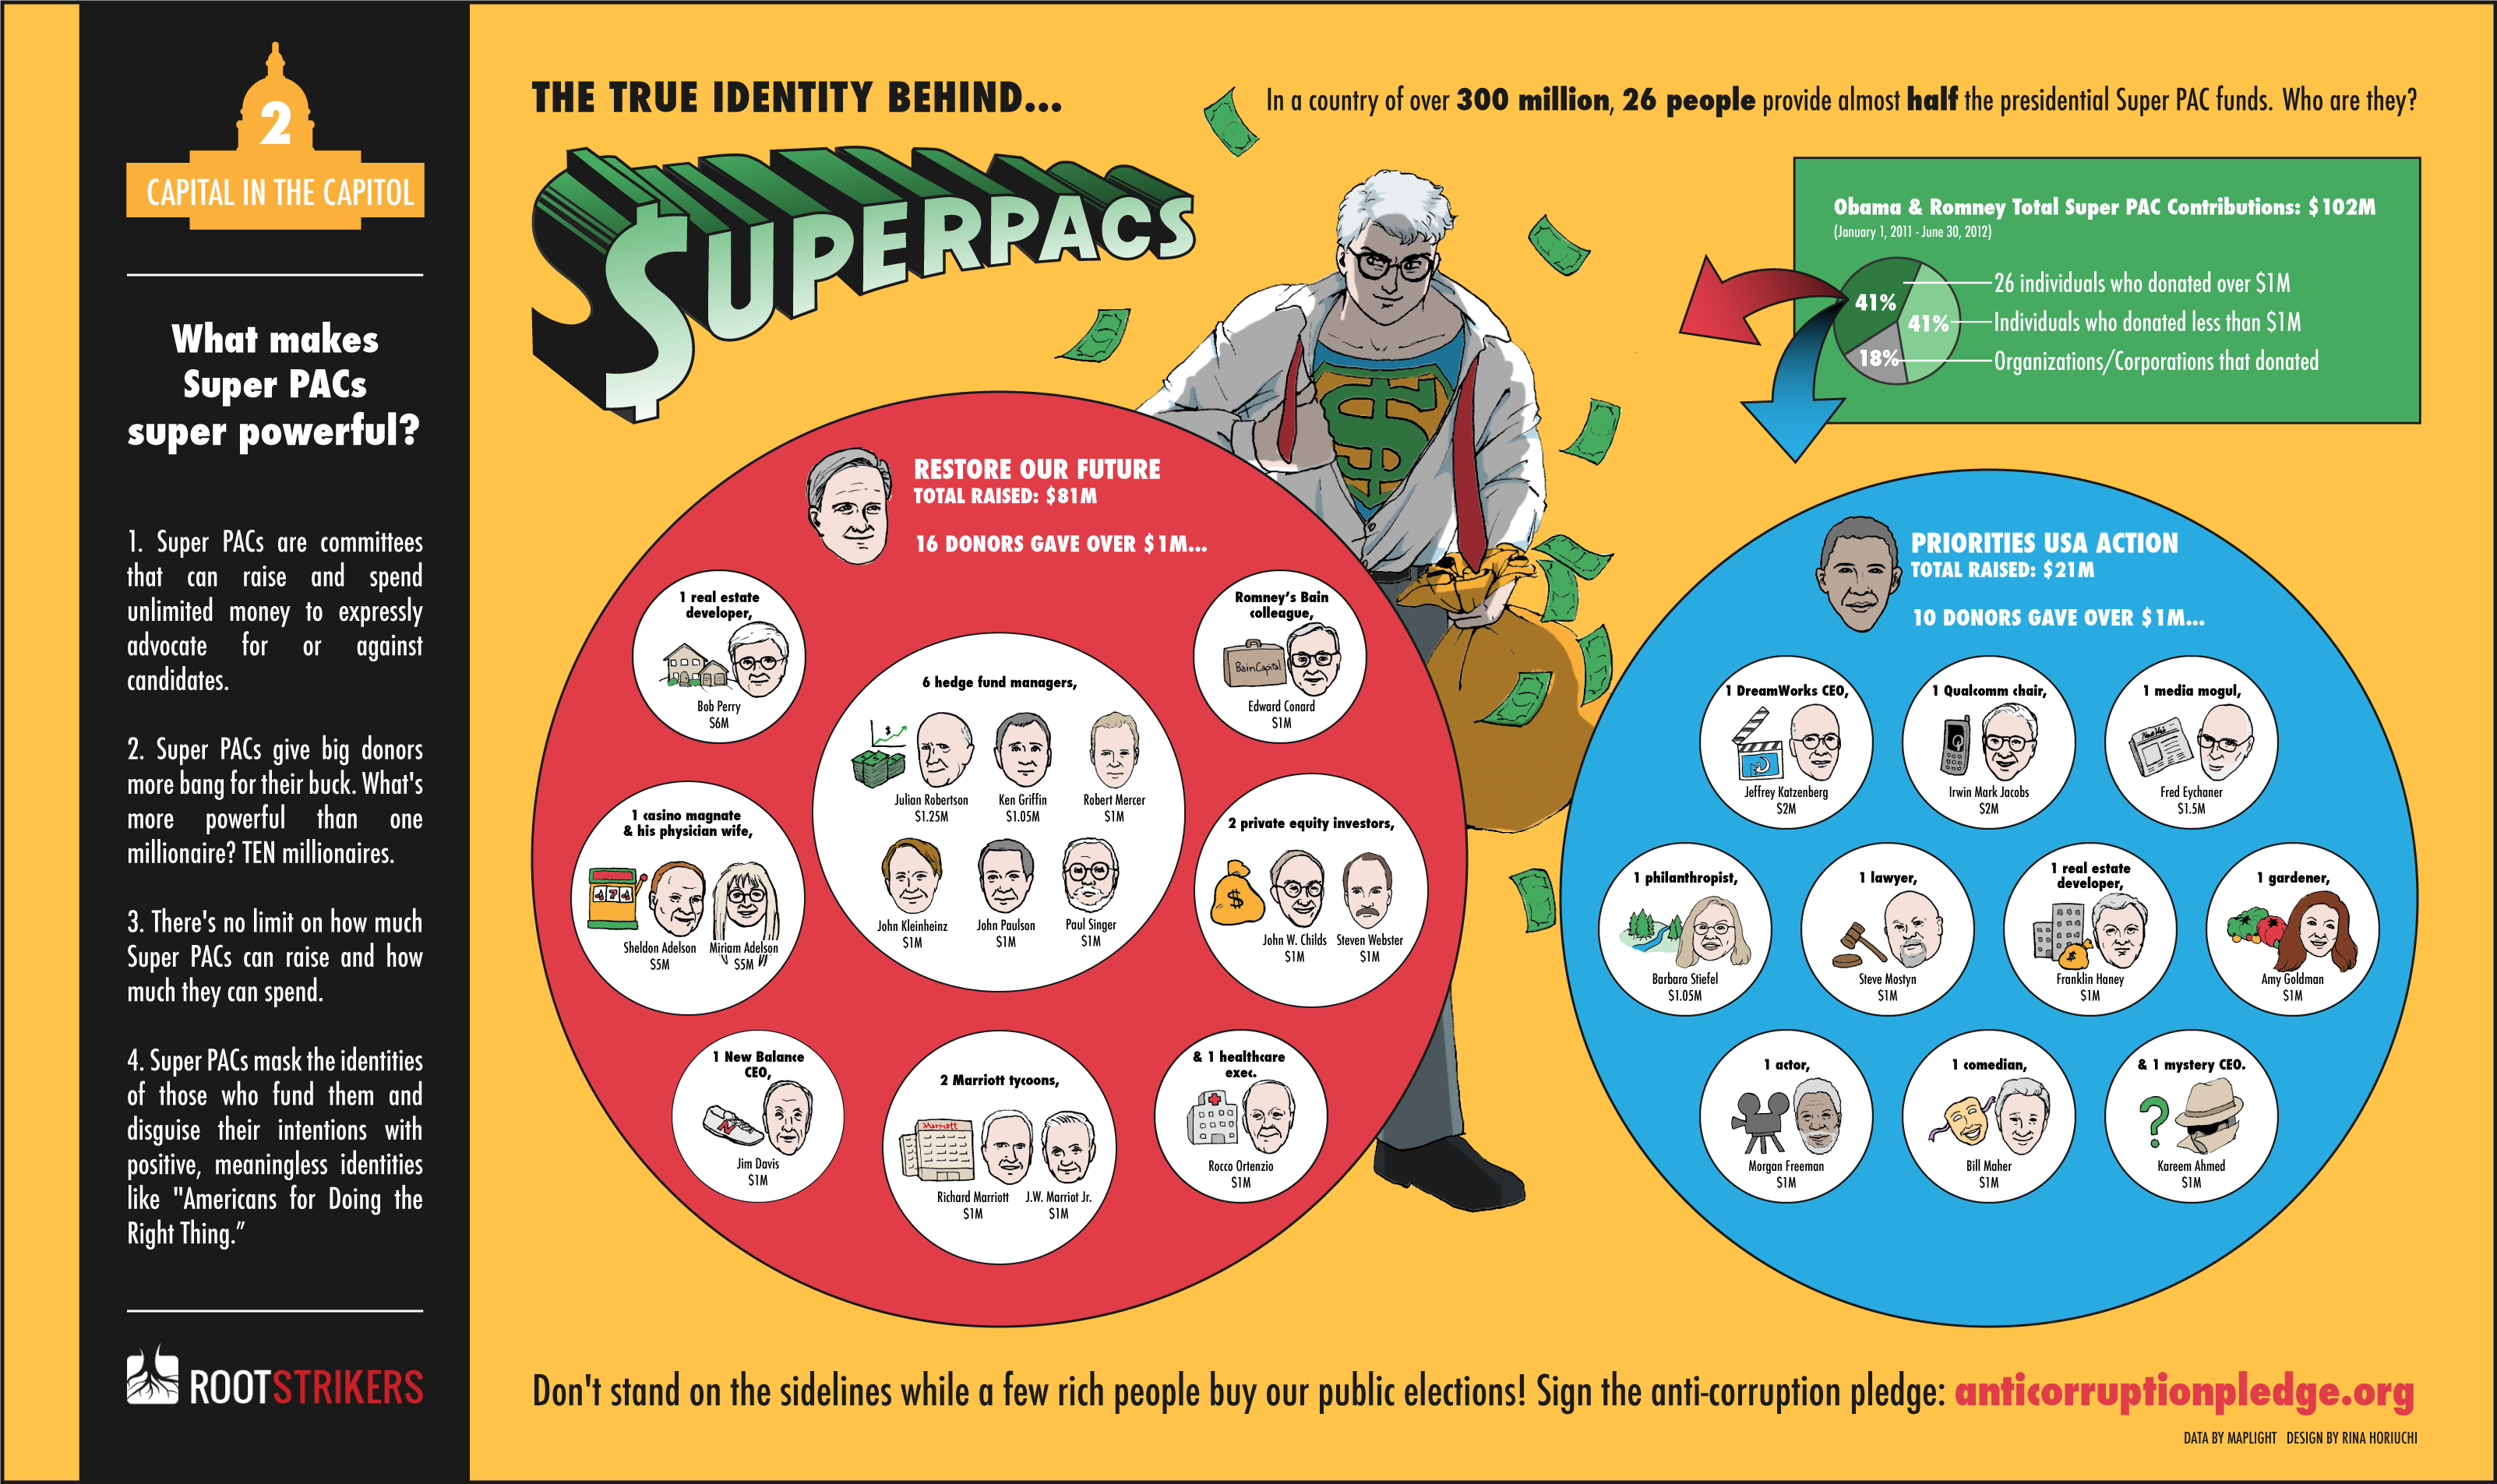 2
CAPITAL IN THE CAPITOL
What makes
Super PACs
super powerful?
1. Super PACs are committees
that can raise and spend
unlimited money to expressly
advocate for or against
candidates.
2. Super PACs give big donors
more bang for their buck. What's
more powerful than one
millionaire? TEN millionaires.
3. There's no limit on how much
Super PACs can raise and how
much they can spend.
4. Super PACs mask the identities
of those who fund them and
disguise their intentions with
positive, meaningless identities
like "Americans for Doing the
Right Thing.”
ROOTSTRIKERS
THE TRUE IDENTITY BEHIND...
$UPERPACS
In a country of over 300 million, 26 people provide almost half the presidential Super PAC funds. Who are they?
Obama & Romney Total Super PAC Contributions: $102M
(January 1, 2011 - June 30, 2012)
41%
41%
18%
26 individuals who donated over $1M
Individuals who donated less than $1M
Organizations/Corporations that donated
$
RESTORE OUR FUTURE
TOTAL RAISED: $81M
16 DONORS GAVE OVER $1M...
1 real estate
developer,
Bob Perry
$6M
6 hedge fund managers,
$
Julian Robertson
$1.25M
Ken Griffin
$1.05M
Robert Mercer
$1M
John Kleinheinz
$1M
John Paulson
$1M
Paul Singer
$1M
Romney's Bain
colleague,
Bain Capital
Edward Conard
$1M
1 casino magnate
& his physician wife,
7 7 7
Sheldon Adelson
$5M
Miriam Adelson
$5M
2 private equity investors,
$
John W. Childs
$1M
Steven Webster
$1M
1 New Balance
CEO,
N
Jim Davis
$1M
2 Marriott tycoons,
Marriott
Richard Marriott
$1M
J.W. Marriot Jr.
$1M
& 1 healthcare
exec.
Rocco Ortenzio
$1M
PRIORITIES USA ACTION
TOTAL RAISED: $21M
10 DONORS GAVE OVER $1M...
1 DreamWorks CEO,
Jeffrey Katzenberg
$2M
1 Qualcomm chair,
Irwin Mark Jacobs
$2M
1 media mogul,
Fred Eychaner
$1.5M
1 philanthropist,
Barbara Stiefel
$1.05M
1 lawyer,
Steve Mostyn
$1M
1 real estate
developer,
$
Franklin Haney
$1M
1 gardener,
Amy Goldman
$1M
1 actor,
Morgan Freeman
$1M
1 comedian,
Bill Maher
$1M
& 1 mystery CEO.
?
Kareem Ahmed
$1M
Don't stand on the sidelines while a few rich people buy our public elections! Sign the anti-corruption pledge: anticorruptionpledge.org
DATA BY MAPLIGHT DESIGN BY RINA HORIUCHI